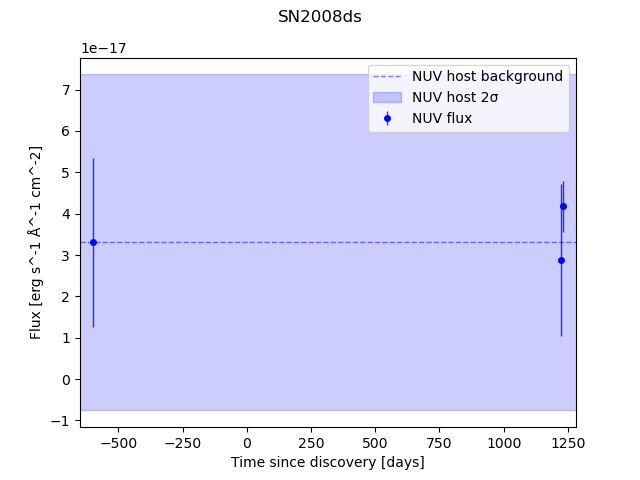 SN2008ds
1e−17
NUV host background
NUV host 2σ
NUV flux
7
6
5
4
3
2
1
0
−1
Flux [erg s^-1 Å^-1 cm^-2]
−500 −250 0 250 500 750 1000 1250
Time since discovery [days]